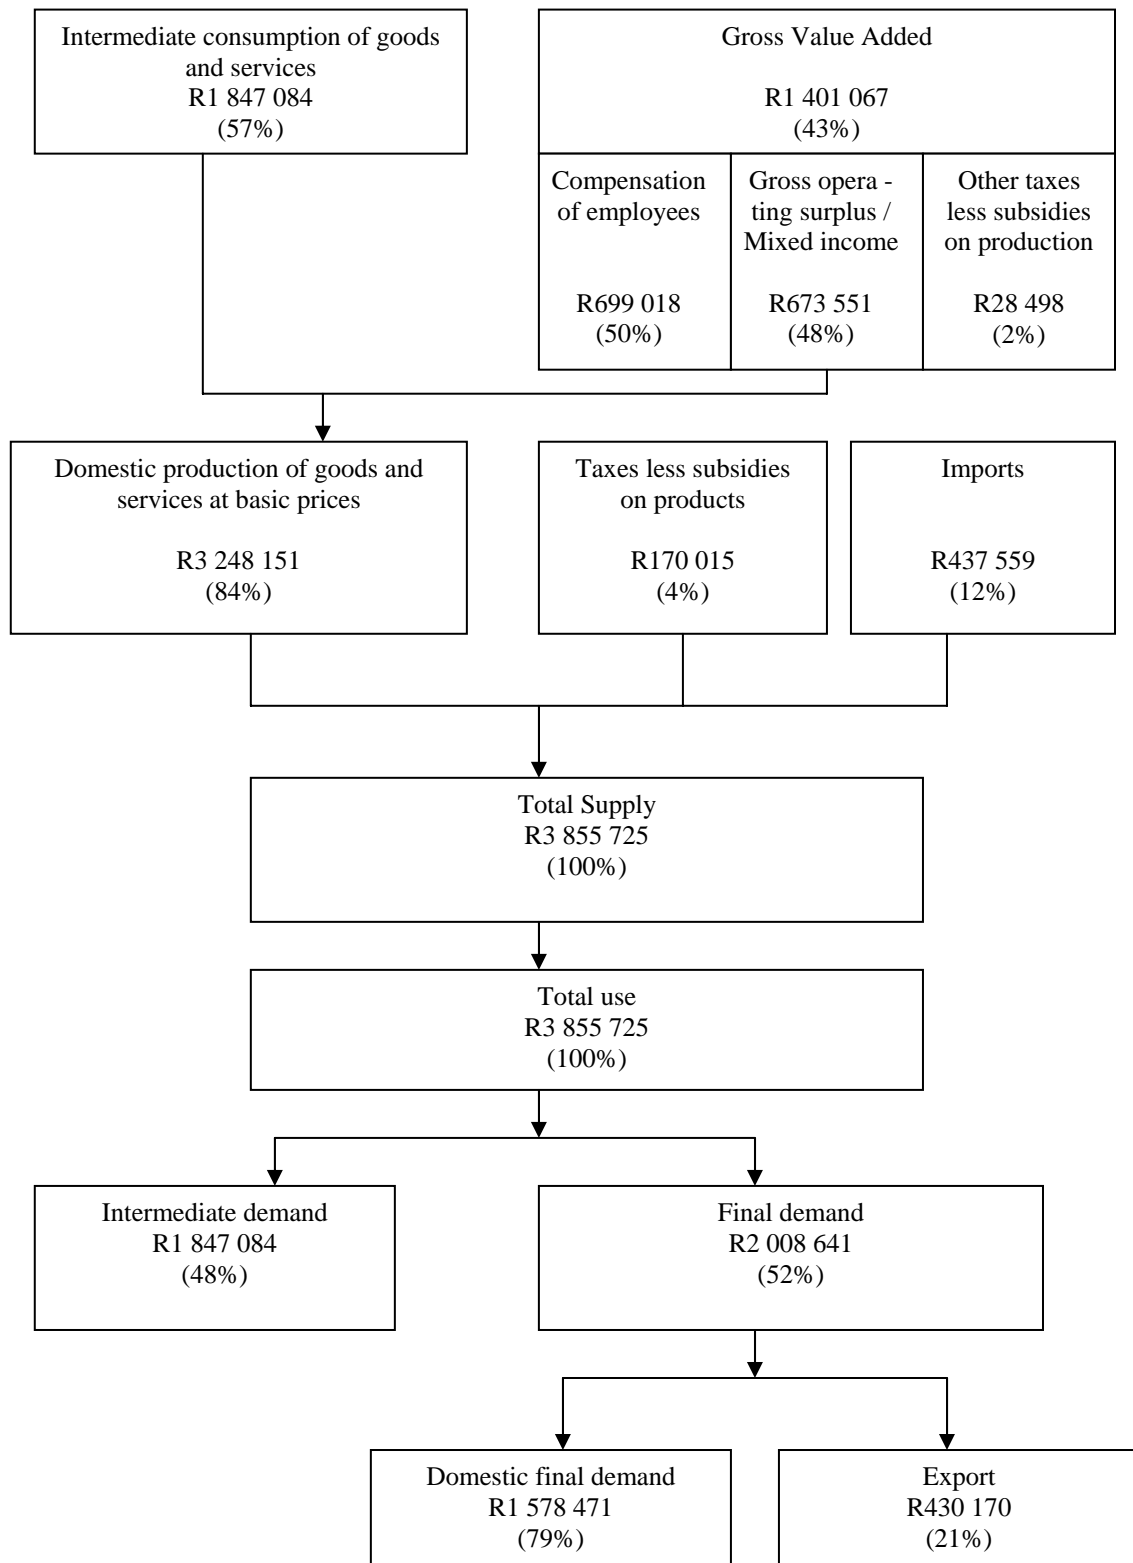 Intermediate consumption of goods
and services
R1 847 084
(57%)
Gross Value Added
R1 401 067
(43%)
Compensation
of employees
R699 018
(50%)
Gross opera - 
ting surplus /
Mixed income
R673 551
(48%)
Other taxes
less subsidies
on production
R28 498
(2%)
Domestic production of goods and
services at basic prices
R3 248 151
(84%)
Taxes less subsidies
on products
R170 015
(4%)
Imports
R437 559
(12%)
Total Supply
R3 855 725
(100%)
Total use
R3 855 725
(100%)
Intermediate demand
R1 847 084
(48%)
Final demand
R2 008 641
(52%)
Domestic final demand
R1 578 471
(79%)
Export
R430 170
(21%)